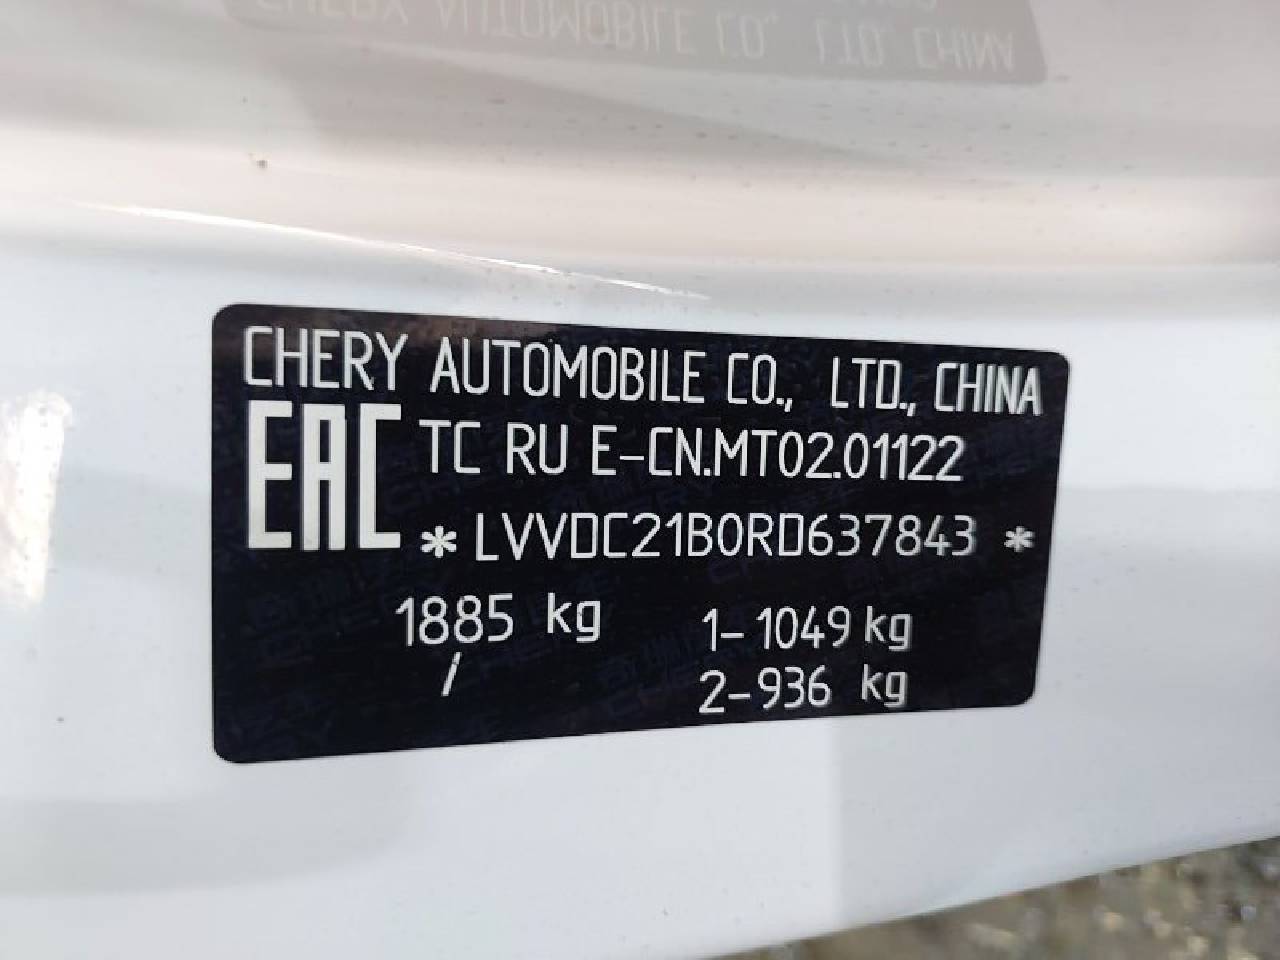 CHERY AUTOMOBILE CO., LTD., CHINA
EAC TC RU E-CN.MT02.01122
*LVVDC21B0RD637843*
1885 kg 1-1049 kg
/ 2-936 kg